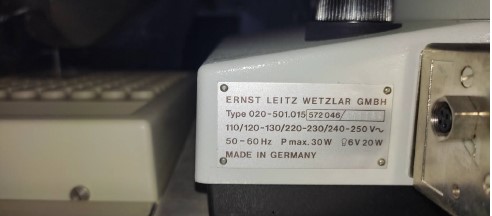 ERNST LEITZ WETZLAR GMBH
Type 020-501.015 572046/
110/120-130/220-230/240-250 V~
50-60 Hz P max. 30W 6V 20W
MADE IN GERMANY